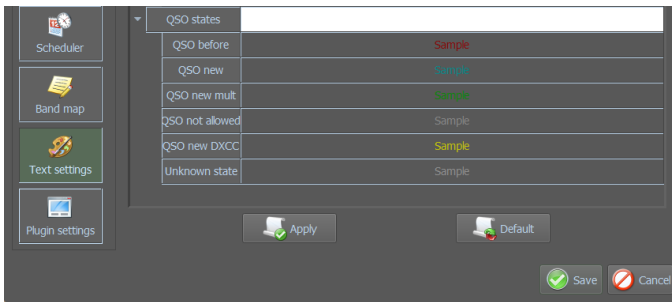 QSO states
Scheduler
QSO before Sample
QSO new Sample
QSO new mult Sample
Band map
QSO not allowed Sample
QSO new DXCC Sample
Text settings
Unknown state Sample
Plugin settings
Apply Default
Save Cancel